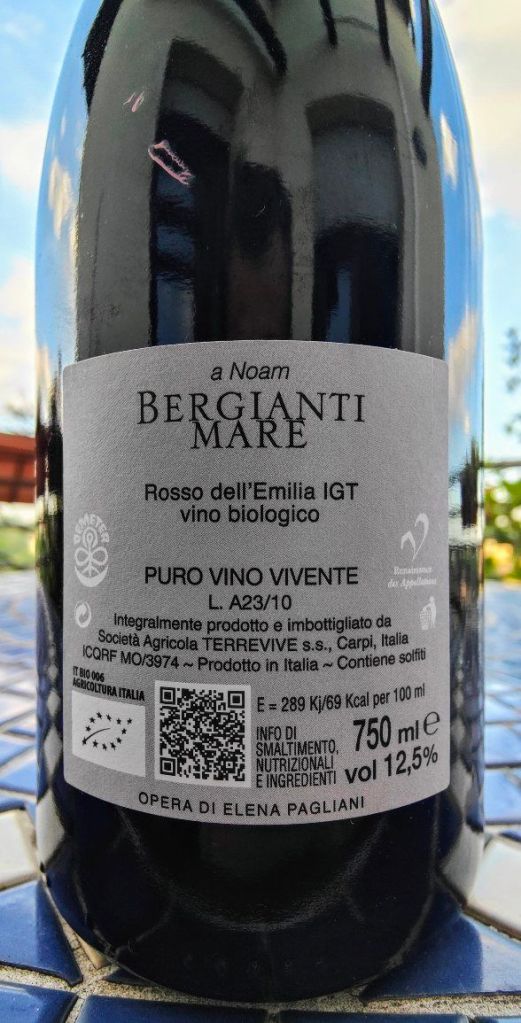 a Noam
BERGIANTI
MARE
Rosso dell'Emilia IGT
vino biologico
DEMETER
Renaissance
des Appellations
PURO VINO VIVENTE
L. A23/10
Integralmente prodotto e imbottigliato da
Società Agricola TERREVIVE s.s., Carpi, Italia
ICQRF MO/3974 ~ Prodotto in Italia ~ Contiene solfiti
IT BIO 006
AGRICOLTURA ITALIA
E = 289 Kj/69 Kcal per 100 ml
INFO DI
SMALTIMENTO,
NUTRIZIONALI
E INGREDIENTI
750 ml e
vol 12,5%
OPERA DI ELENA PAGLIANI